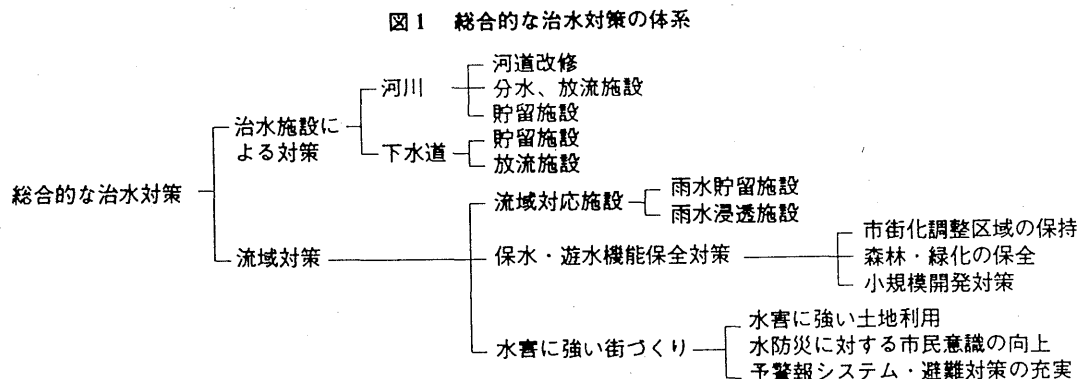 図1 総合的な治水対策の体系
総合的な治水対策
治水施設に
よる対策
河川
河道改修
分水、放流施設
貯留施設
下水道
貯留施設
放流施設
流域対策
流域対応施設
雨水貯留施設
雨水浸透施設
保水・遊水機能保全対策
市街化調整区域の保持
森林・緑化の保全
小規模開発対策
水害に強い街づくり
水害に強い土地利用
水防災に対する市民意識の向上
予警報システム・避難対策の充実